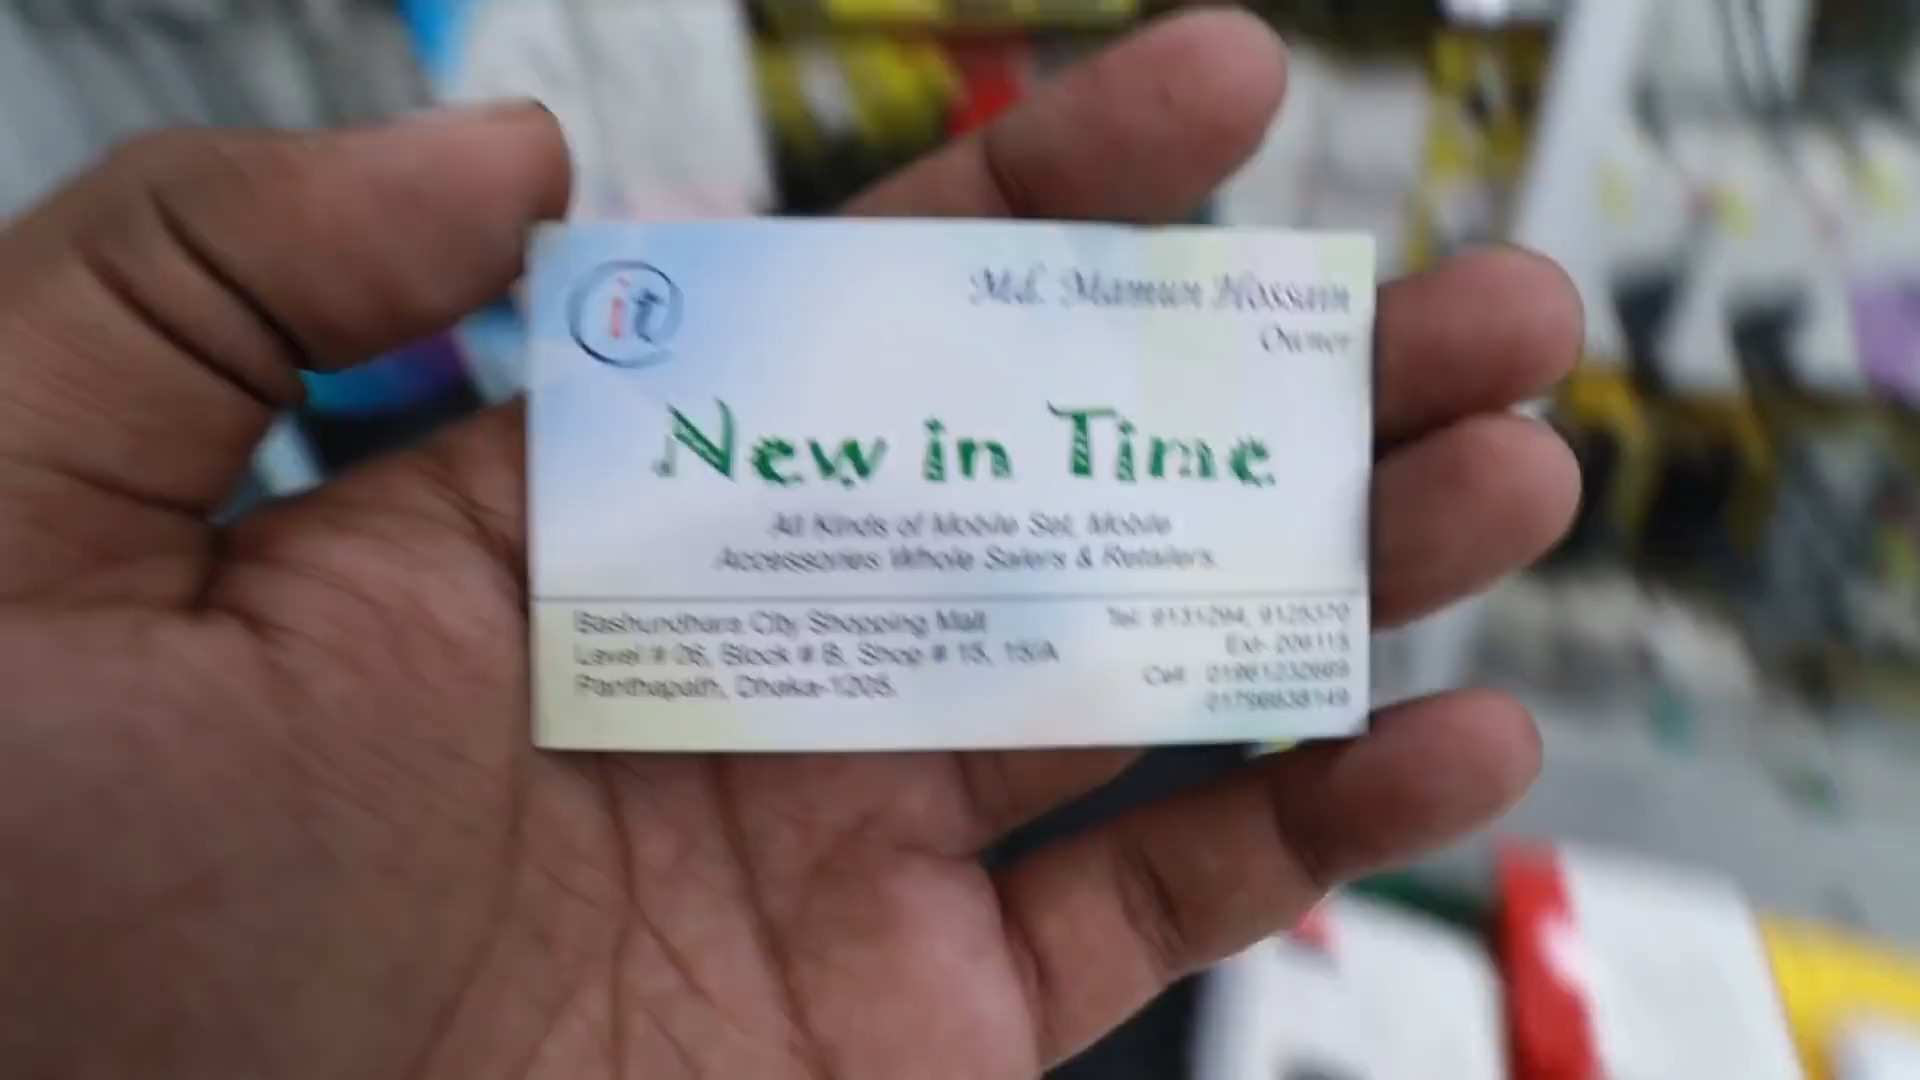 it
Md. Mamun Hossain
Owner
New in Time
All Kinds of Mobile Set, Mobile
Accessories Whole Salers & Retailers.
Bashundhara City Shopping Mall
Level # 06, Block # B, Shop # 15, 15/A
Panthapath, Dhaka-1205.
Tel: 9131294,
Ext-
Cell :